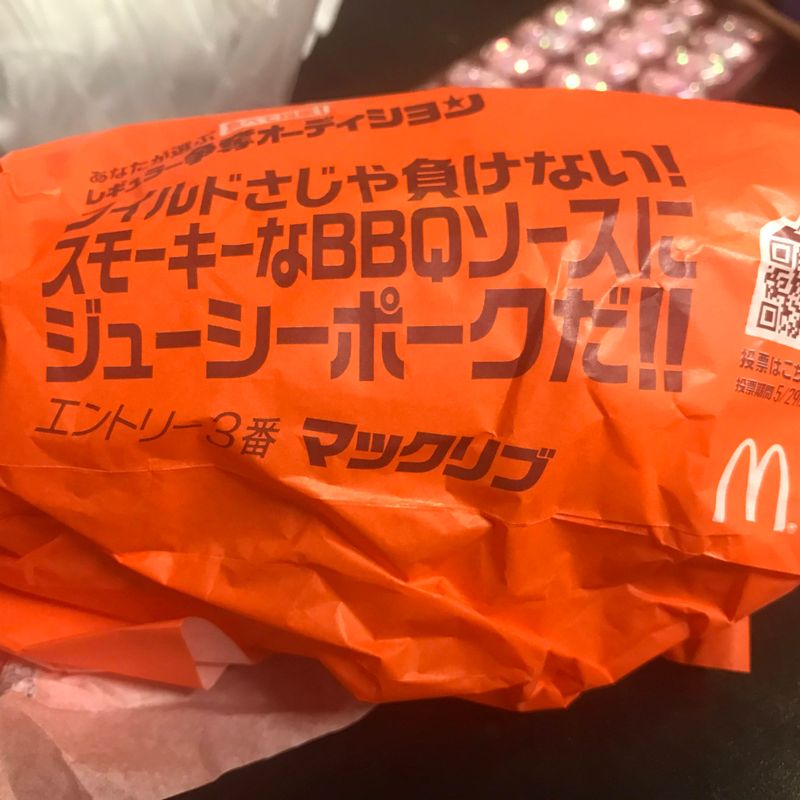 あなたが選ぶ
レギュラー争奪オーディション
ワイルドさじゃ負けない!
スモーキーなBBQソースに
ジューシーポークだ!!
エントリー3番 マックリブ
投票はこち
投票期間5/29